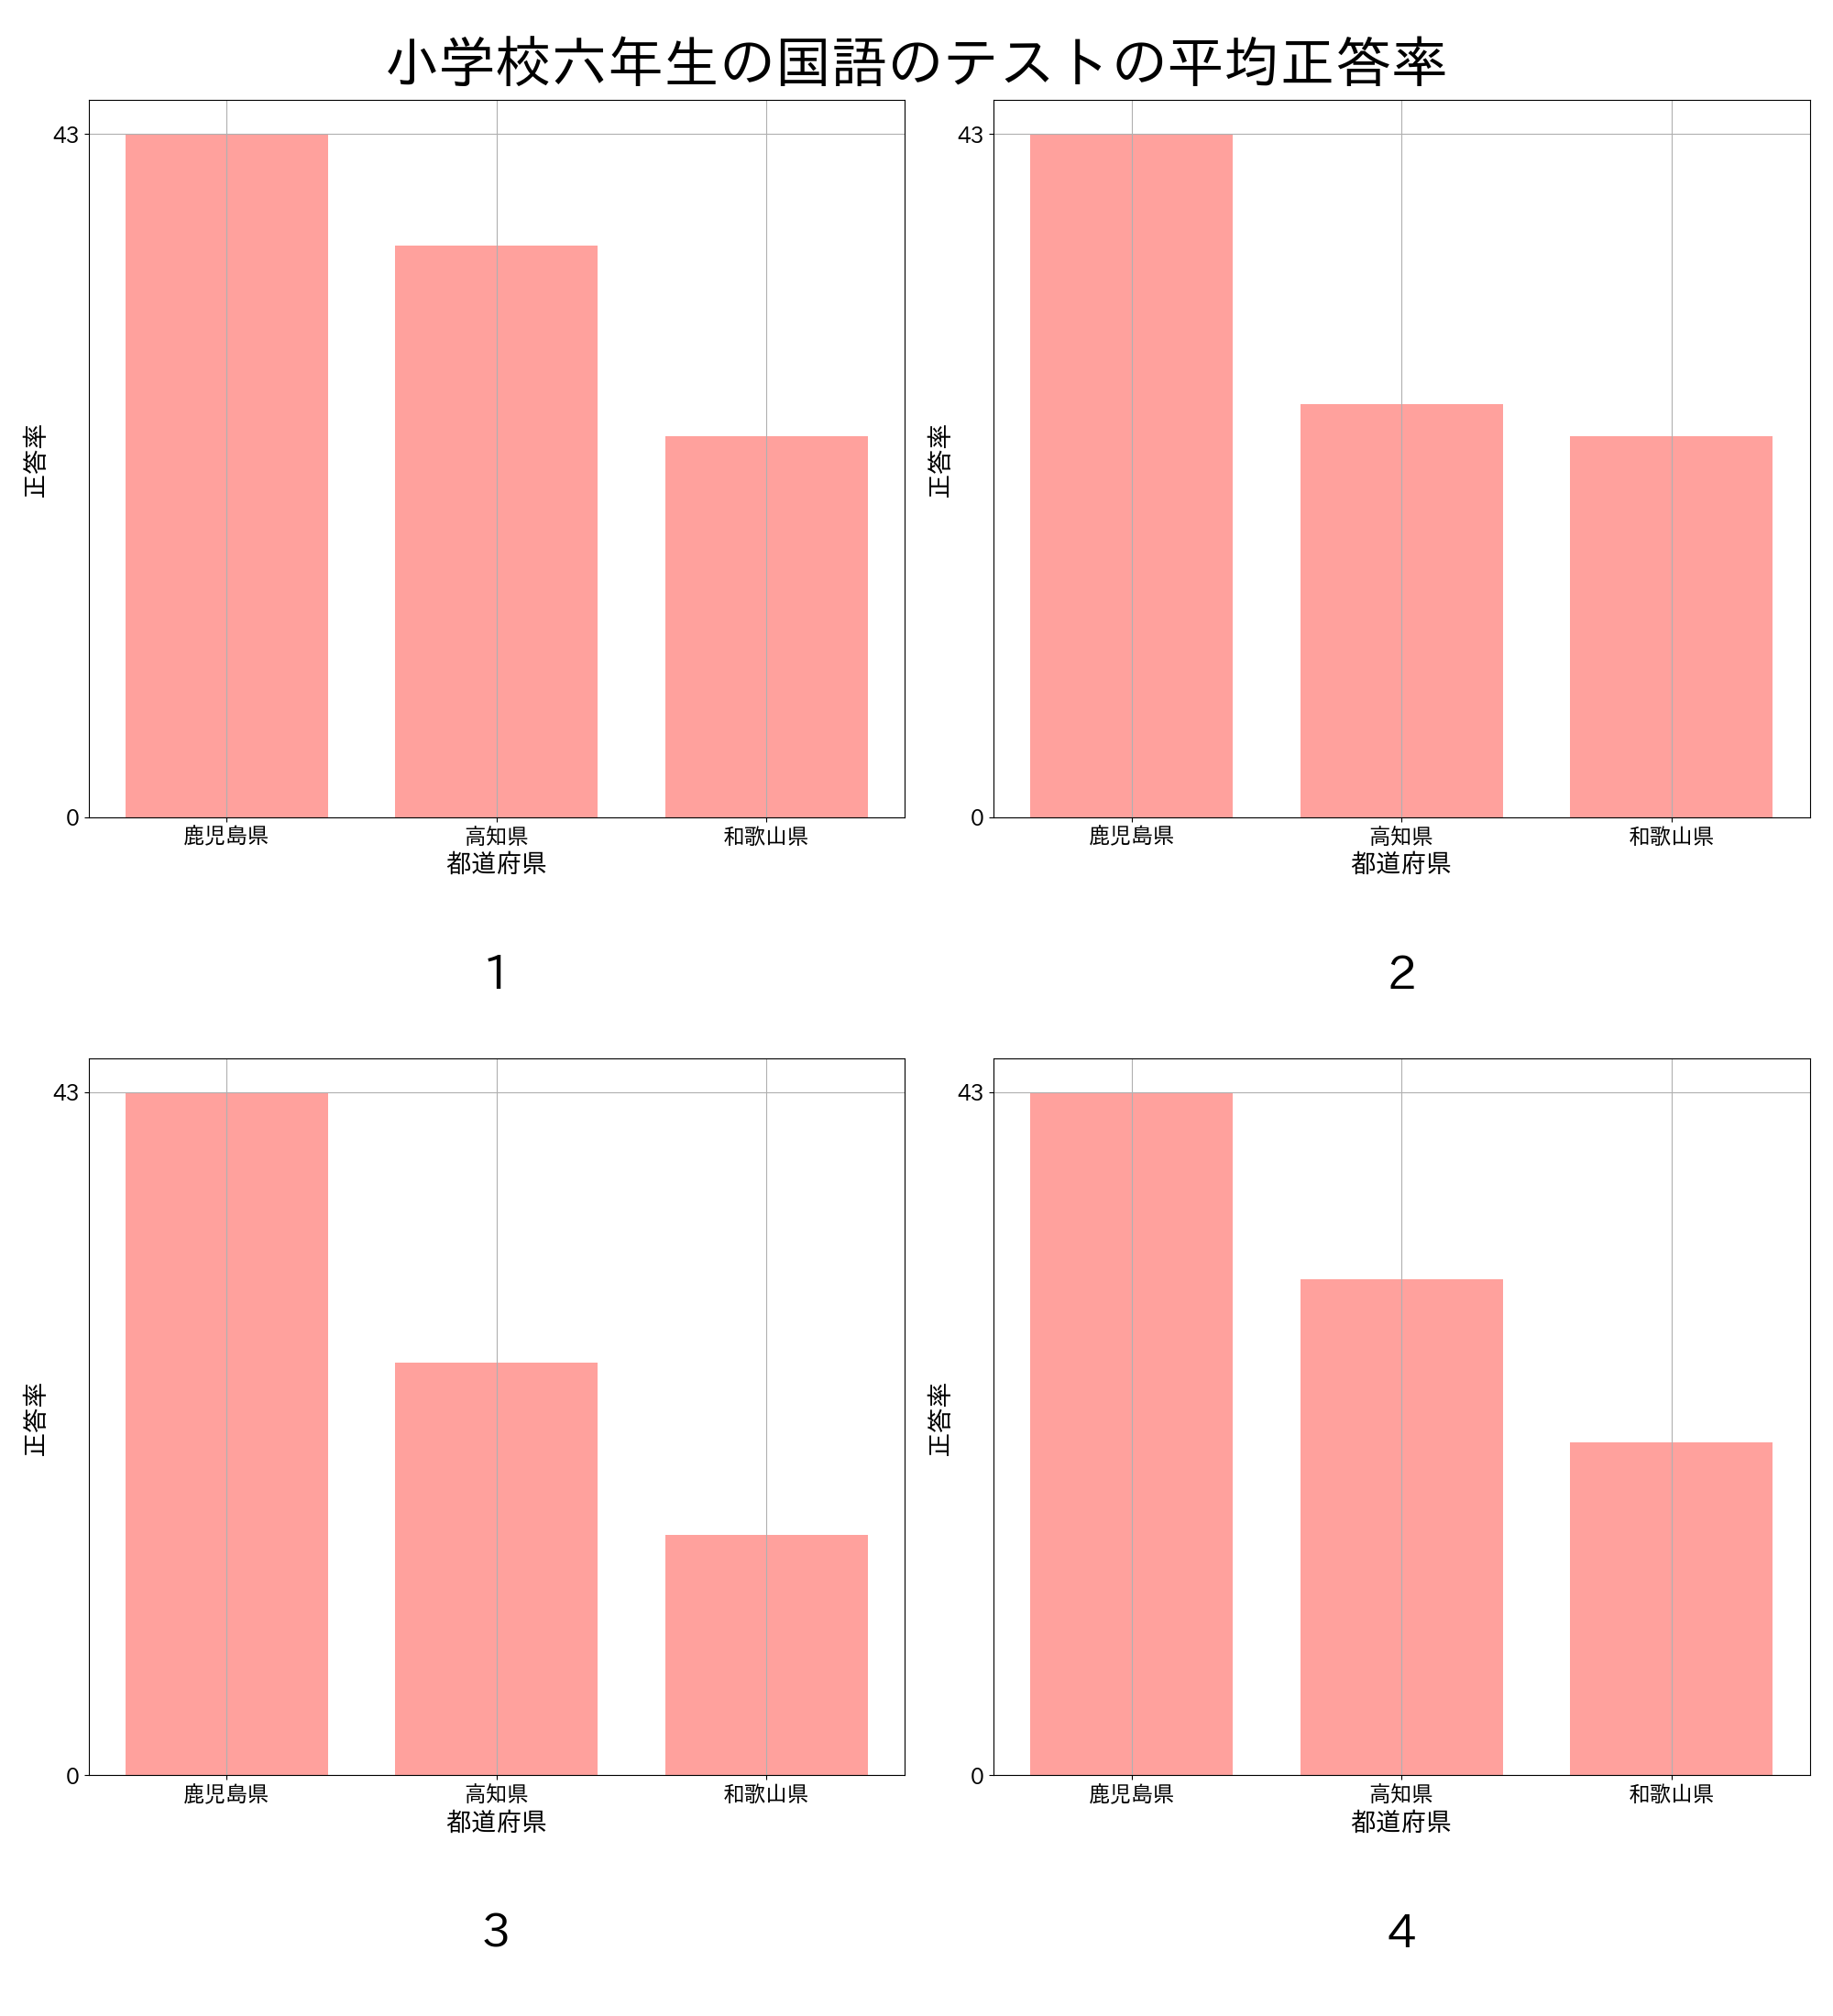 小学校六年生の国語のテストの平均正答率
43
0
正答率
鹿児島県 高知県 和歌山県
都道府県
1
43
0
正答率
鹿児島県 高知県 和歌山県
都道府県
2
43
0
正答率
鹿児島県 高知県 和歌山県
都道府県
3
43
0
正答率
鹿児島県 高知県 和歌山県
都道府県
4